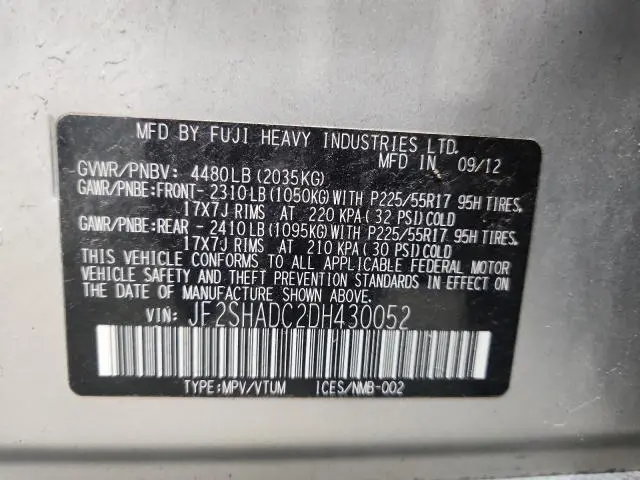 MFD BY FUJI HEAVY INDUSTRIES LTD.
MFD IN 09/12
GVWR/PNBV: 4480LB (2035KG)
GAWR/PNBE:FRONT- 2310LB (1050KG)WITH P225/55R17 95H TIRES,
17X7J RIMS AT 220 KPA ( 32 PSI)COLD
GAWR/PNBE:REAR - 2410LB (1095KG)WITH P225/55R17 95H TIRES,
17X7J RIMS AT 210 KPA ( 30 PSI)COLD
THIS VEHICLE CONFORMS TO ALL APPLICABLE FEDERAL MOTOR
VEHICLE SAFETY AND THEFT PREVENTION STANDARDS IN EFFECT ON
THE DATE OF MANUFACTURE SHOWN ABOVE.
VIN: JF2SHADC2DH430052
TYPE:MPV/VTUM ICES/NMB-002